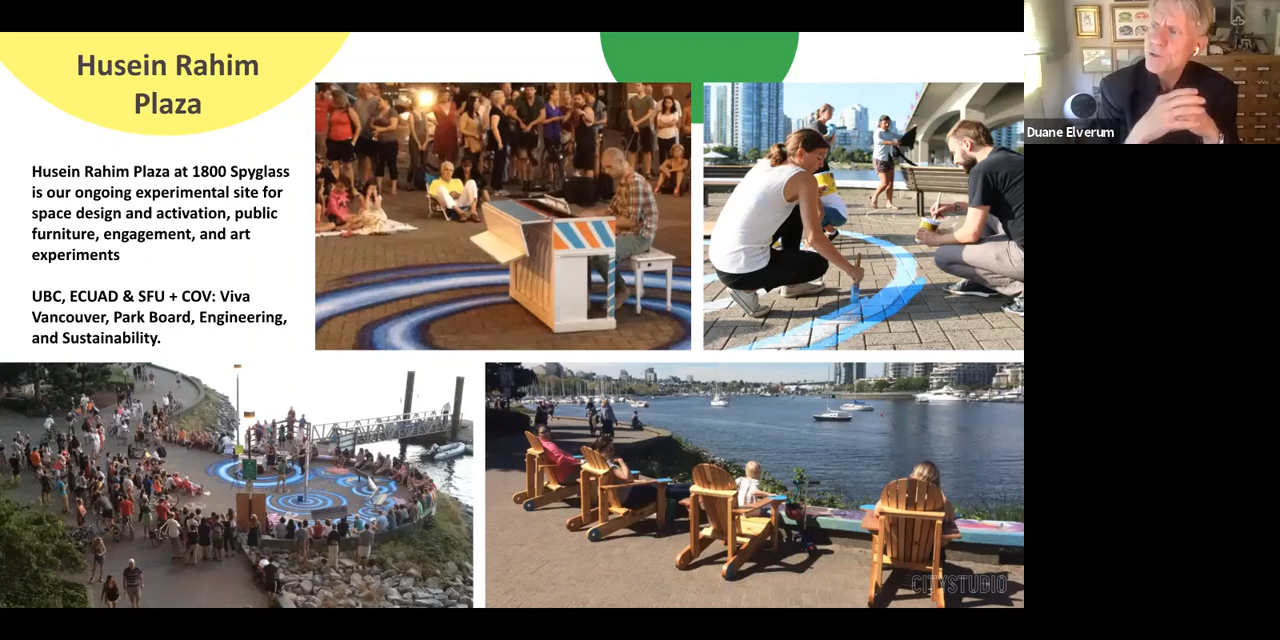 Husein Rahim
Plaza
Husein Rahim Plaza at 1800 Spyglass
is our ongoing experimental site for
space design and activation, public
furniture, engagement, and art
experiments
UBC, ECUAD & SFU + COV: Viva
Vancouver, Park Board, Engineering,
and Sustainability.
CITYSTUDIO
Duane Elverum